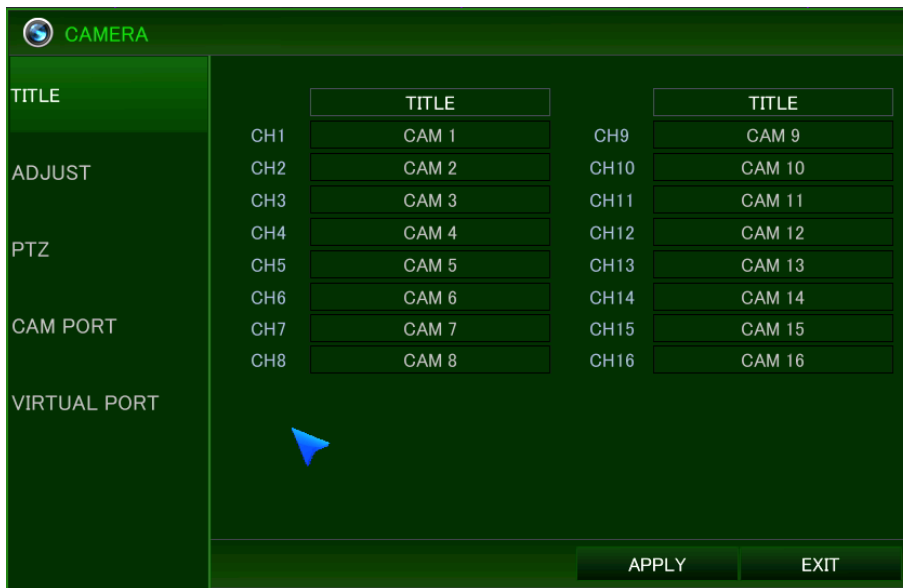 CAMERA
TITLE
ADJUST
PTZ
CAM PORT
VIRTUAL PORT
TITLE TITLE
CH1 CAM 1 CH9 CAM 9
CH2 CAM 2 CH10 CAM 10
CH3 CAM 3 CH11 CAM 11
CH4 CAM 4 CH12 CAM 12
CH5 CAM 5 CH13 CAM 13
CH6 CAM 6 CH14 CAM 14
CH7 CAM 7 CH15 CAM 15
CH8 CAM 8 CH16 CAM 16
APPLY EXIT